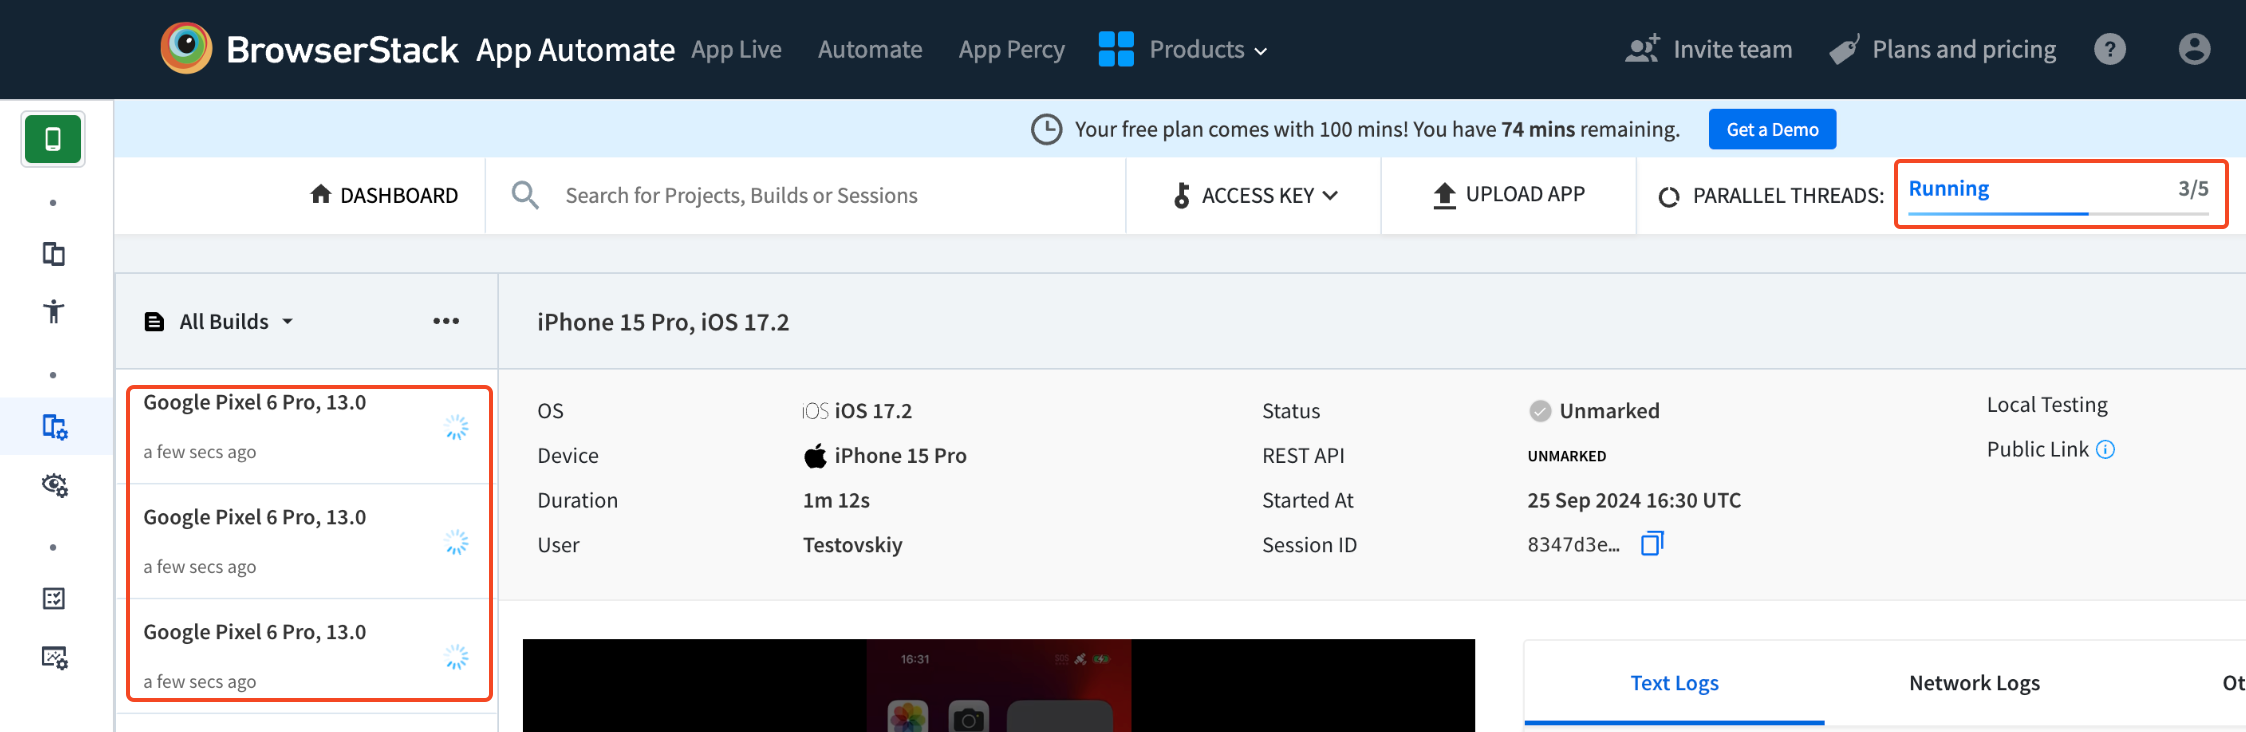 BrowserStack App Automate App Live Automate App Percy Products Invite team Plans and pricing ?
Your free plan comes with 100 mins! You have 74 mins remaining. Get a Demo
DASHBOARD Search for Projects, Builds or Sessions ACCESS KEY UPLOAD APP PARALLEL THREADS: Running 3/5
All Builds
Google Pixel 6 Pro, 13.0
a few secs ago
Google Pixel 6 Pro, 13.0
a few secs ago
Google Pixel 6 Pro, 13.0
a few secs ago
iPhone 15 Pro, iOS 17.2
OS iOS iOS 17.2
Device iPhone 15 Pro
Duration 1m 12s
User Testovskiy
Status Unmarked
REST API UNMARKED
Started At 25 Sep 2024 16:30 UTC
Session ID 8347d3e...
Local Testing
Public Link
16:31 SOS
Text Logs Network Logs Ot